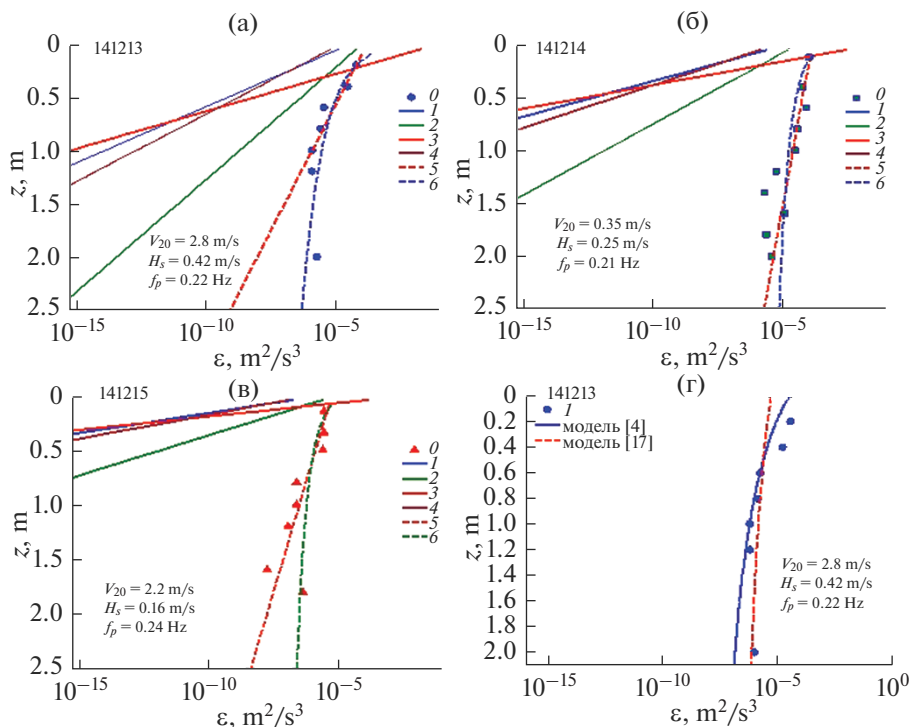 (а)
141213
0
0.5
1.0
1.5
2.0
2.5
z, m
0
1
2
3
4
5
6
V20 = 2.8 m/s
Hs = 0.42 m/s
fp = 0.22 Hz
10–15
10–10
10–5
ε, m2/s3
(б)
141214
0
0.5
1.0
1.5
2.0
2.5
z, m
0
1
2
3
4
5
6
V20 = 0.35 m/s
Hs = 0.25 m/s
fp = 0.21 Hz
10–15
10–10
10–5
ε, m2/s3
(в)
141215
0
0.5
1.0
1.5
2.0
2.5
z, m
0
1
2
3
4
5
6
V20 = 2.2 m/s
Hs = 0.16 m/s
fp = 0.24 Hz
10–15
10–10
10–5
ε, m2/s3
(г)
141213
0
0.2
0.4
0.6
0.8
1.0
1.2
1.4
1.6
1.8
2.0
z, m
1
модель [4]
модель [17]
V20 = 2.8 m/s
Hs = 0.42 m/s
fp = 0.22 Hz
10–15
10–10
10–5
100
ε, m2/s3